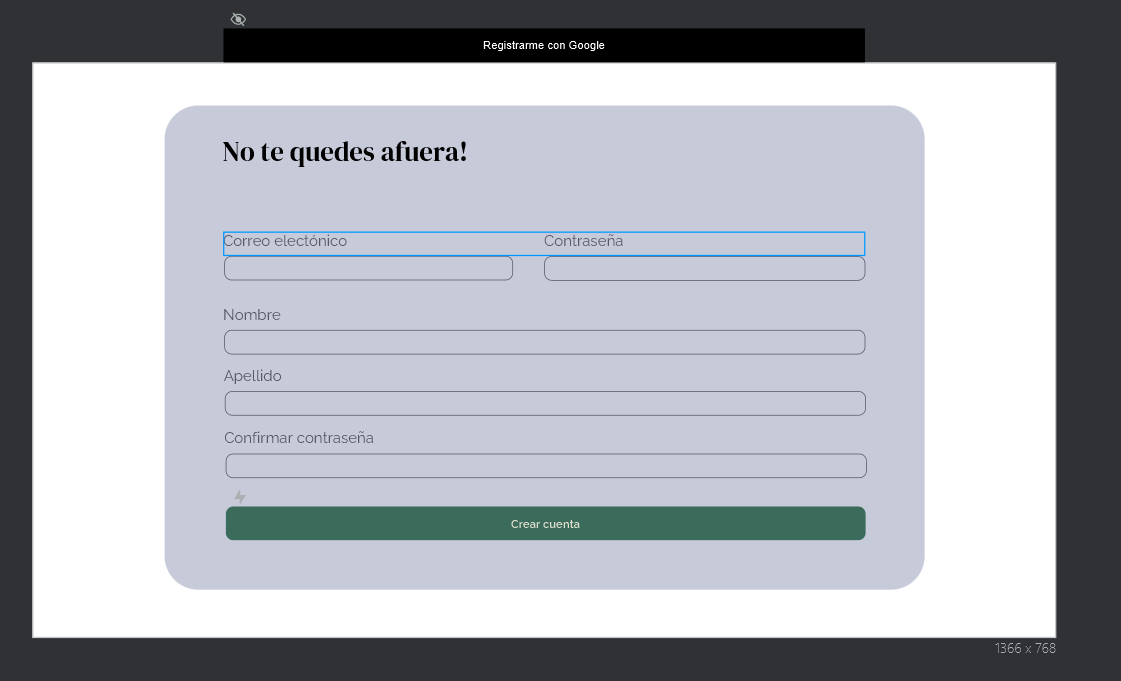 Registrarme con Google
No te quedes afuera!
Correo electónico Contraseña
Nombre
Apellido
Confirmar contraseña
Crear cuenta
1366 x 768